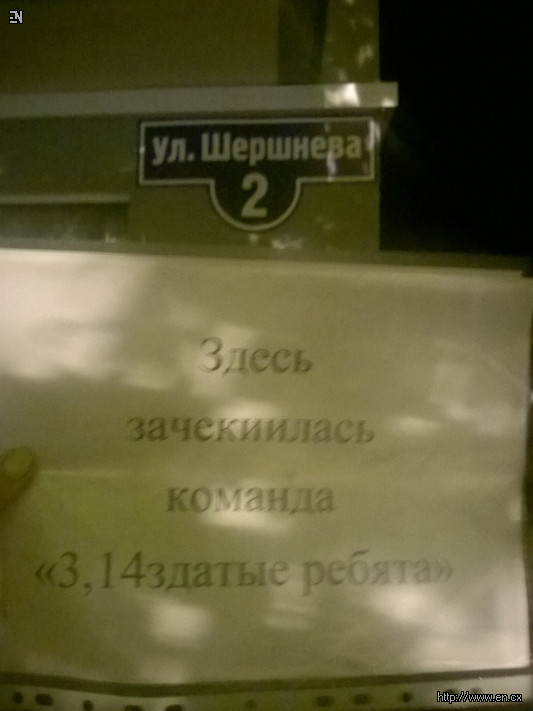 EN
ул. Шершнева
2
Здесь
зачекиилась
команда
«3,14здатые ребята»
http://www.en.cx